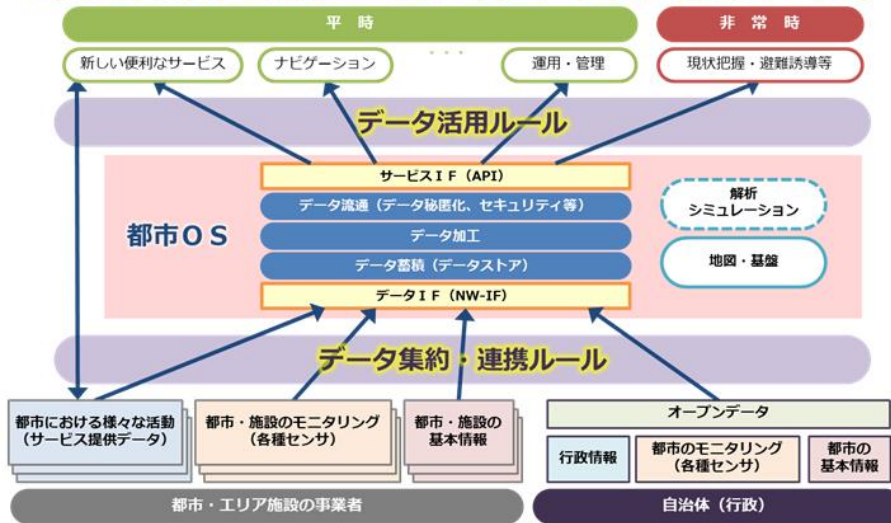 平 時
非 常 時
新しい便利なサービス
ナビゲーション
・・・
運用・管理
現状把握・避難誘導等
データ活用ルール
サービスIF(API)
データ流通(データ秘匿化、セキュリティ等)
データ加工
データ蓄積(データストア)
データIF(NW-IF)
都市OS
解析
シミュレーション
地図・基盤
データ集約・連携ルール
都市における様々な活動
(サービス提供データ)
都市・施設のモニタリング
(各種センサ)
都市・施設の
基本情報
オープンデータ
行政情報
都市のモニタリング
(各種センサ)
都市の
基本情報
都市・エリア施設の事業者
自治体(行政)